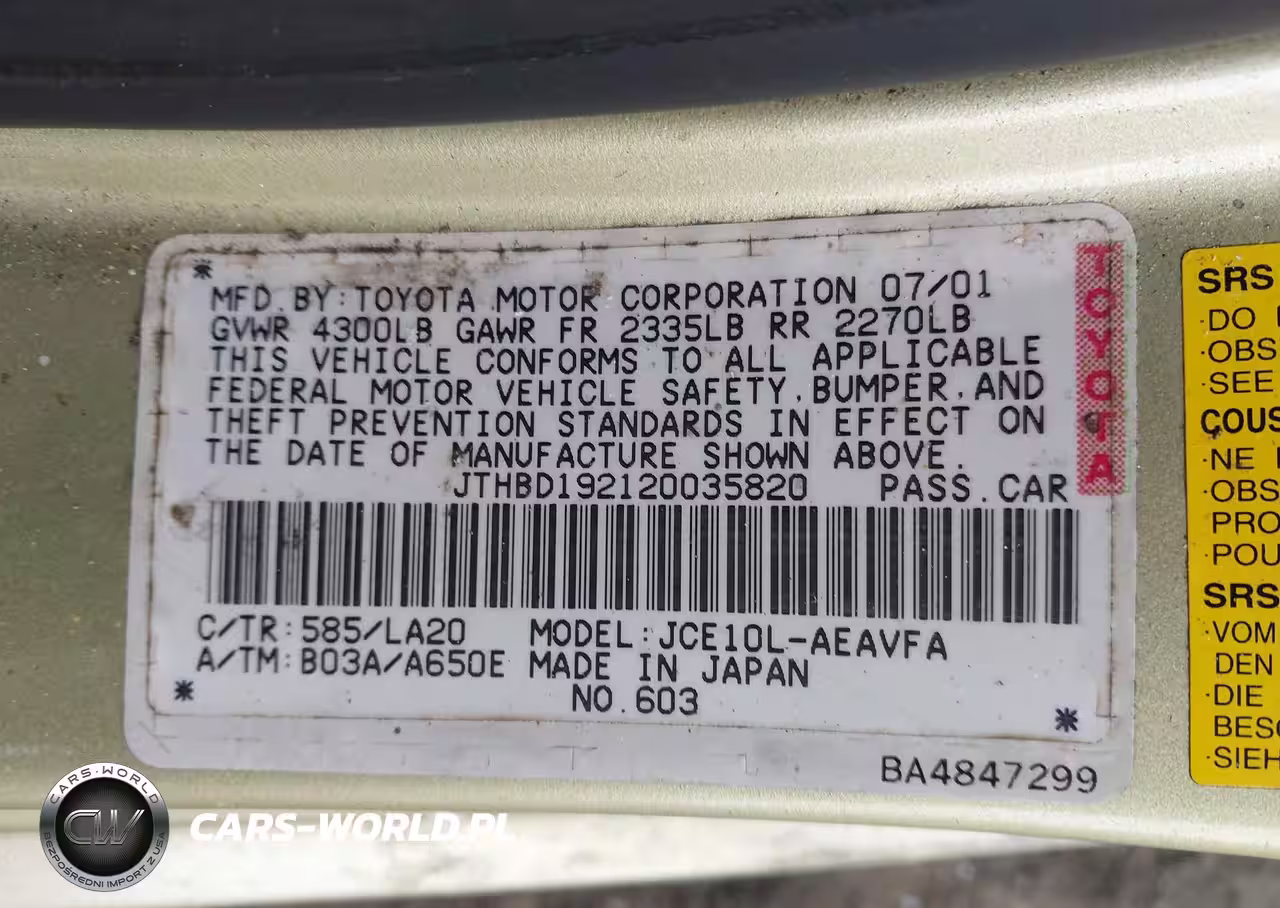 MFD. BY: TOYOTA MOTOR CORPORATION 07/01
GVWR 4300LB GAWR FR 2335LB RR 2270LB
THIS VEHICLE CONFORMS TO ALL APPLICABLE
FEDERAL MOTOR VEHICLE SAFETY, BUMPER, AND
THEFT PREVENTION STANDARDS IN EFFECT ON
THE DATE OF MANUFACTURE SHOWN ABOVE.
JTHBD192120035820 PASS. CAR
C/TR: 585/LA20 MODEL: JCE10L-AEAVFA
A/TM: B03A/A650E MADE IN JAPAN
NO. 603
BA4847299
TOYOTA
SRS
·DO
·OBS
·SEE
COUS
·NE
·OBS
PRO
·POU
SRS
·VOM
DEN
·DIE
BESC
·SIEH
CARS-WORLD
CW
BEZPOŚREDNI IMPORT Z USA
CARS-WORLD.PL